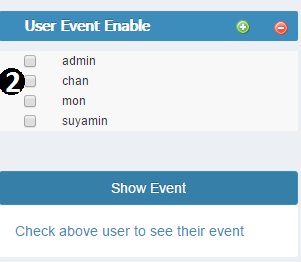 User Event Enable
admin
2 chan
mon
suyamin
Show Event
Check above user to see their event